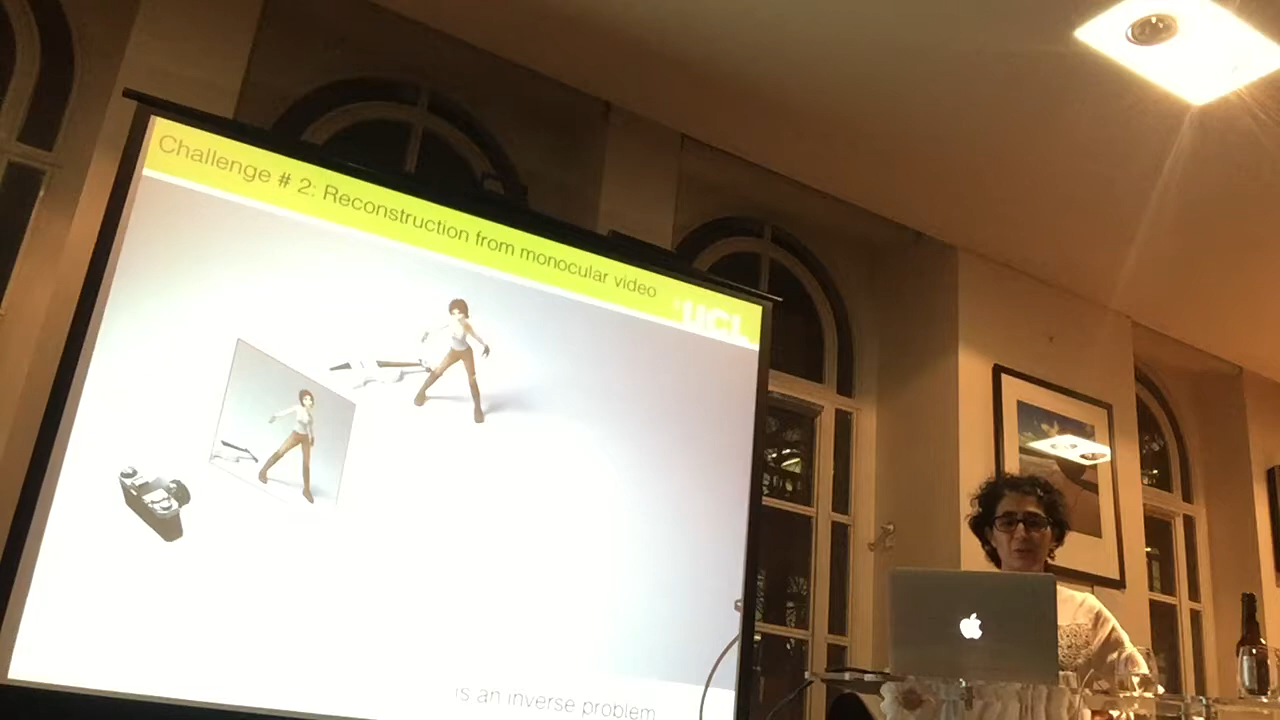 Challenge # 2: Reconstruction from monocular video
UCL
is an inverse problem